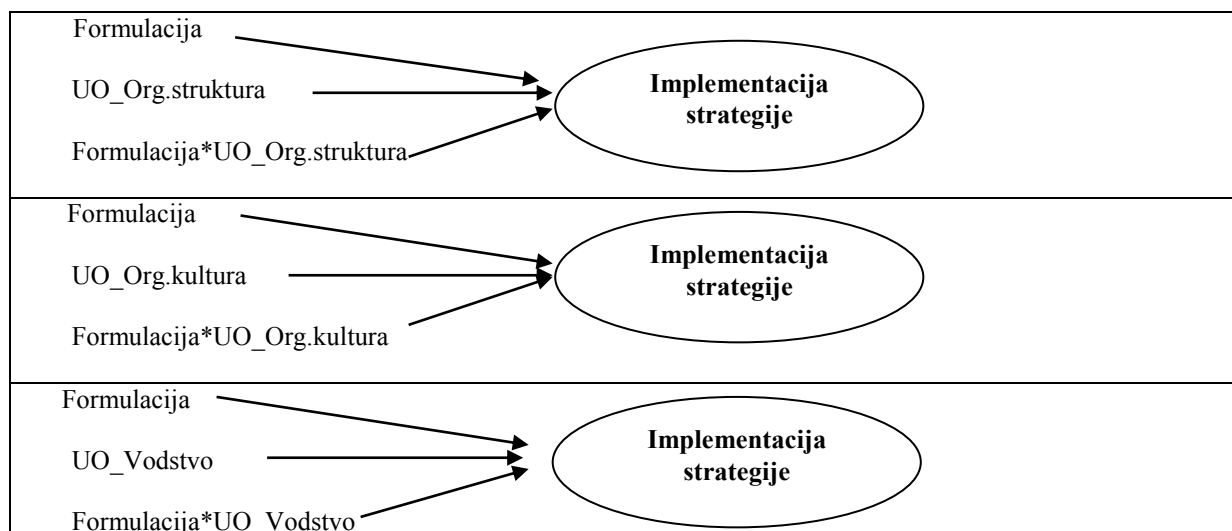 Formulacija
UO_Org.struktura
Formulacija*UO_Org.struktura
Implementacija
strategije
Formulacija
UO_Org.kultura
Formulacija*UO_Org.kultura
Implementacija
strategije
Formulacija
UO_Vodstvo
Formulacija*UO_Vodstvo
Implementacija
strategije